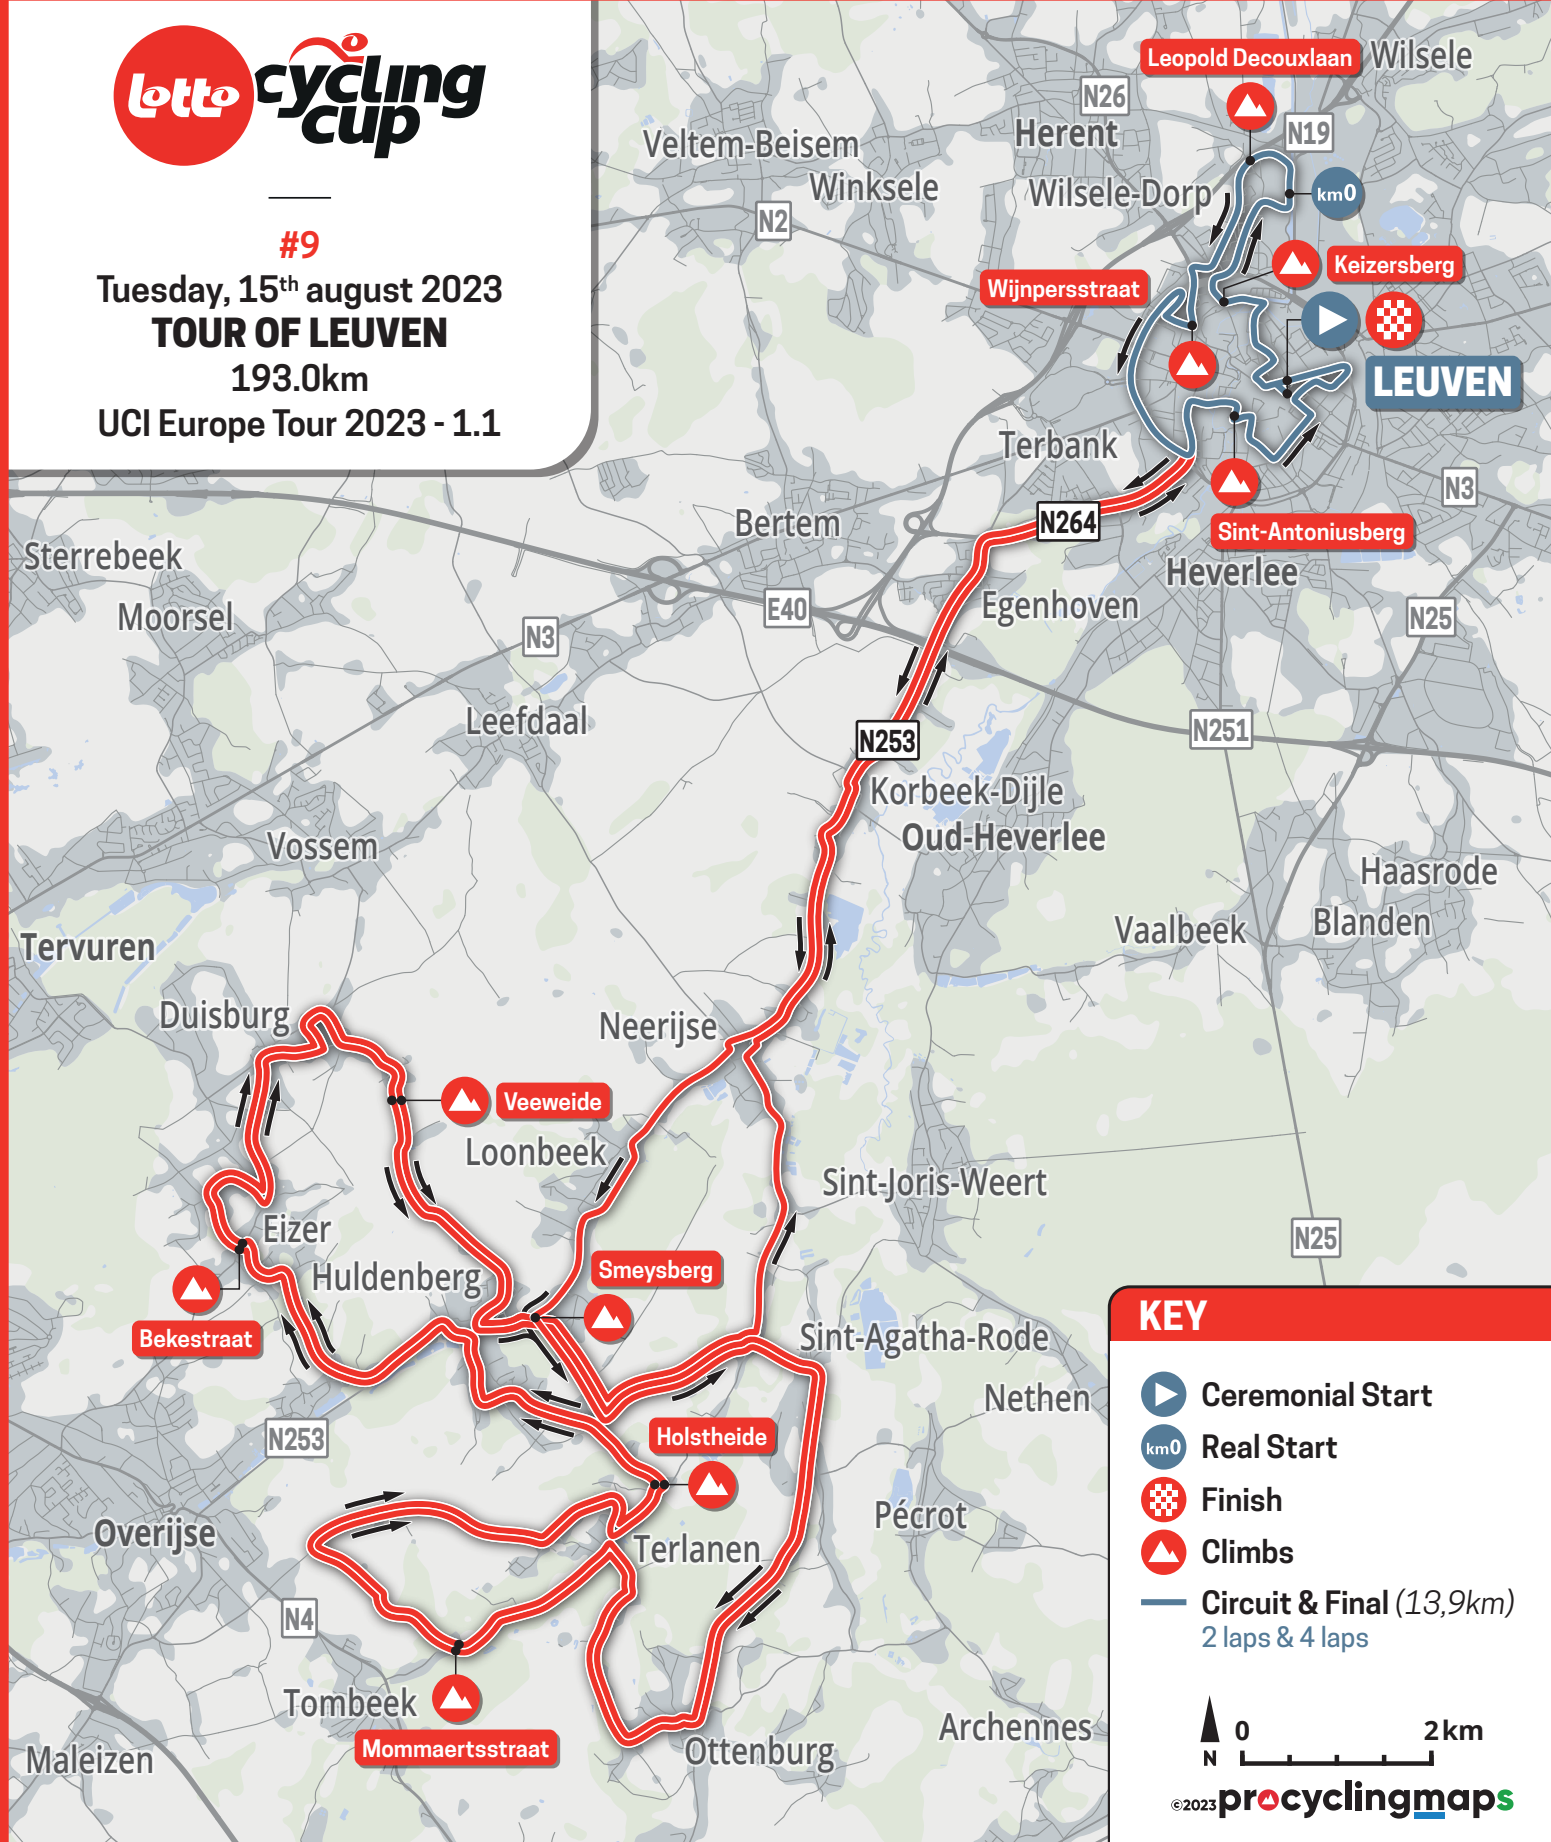 lotto cycling
cup
#9
Tuesday, 15th august 2023
TOUR OF LEUVEN
193.0km
UCI Europe Tour 2023 - 1.1
Leopold Decouxlaan
Wilsele
N26
Herent
N19
Veltem-Beisem
Winksele
Wilsele-Dorp
km0
N2
Keizersberg
Wijnpersstraat
LEUVEN
Terbank
N3
N264
Bertem
Sint-Antoniusberg
Sterrebeek
Heverlee
Moorsel
E40
Egenhoven
N25
N3
Leefdaal
N251
N253
Korbeek-Dijle
Oud-Heverlee
Vossem
Haasrode
Blanden
Vaalbeek
Tervuren
Duisburg
Neerijse
Veeweide
Loonbeek
Sint-Joris-Weert
Eizer
N25
Huldenberg
Smeysberg
Bekestraat
Sint-Agatha-Rode
Nethen
N253
Holstheide
Overijse
Pécrot
Terlanen
N4
Tombeek
Mommaertsstraat
Archennes
Maleizen
Ottenburg
KEY
Ceremonial Start
km0 Real Start
Finish
Climbs
Circuit & Final (13,9km)
2 laps & 4 laps
0 2km
N
©2023 procyclingmaps